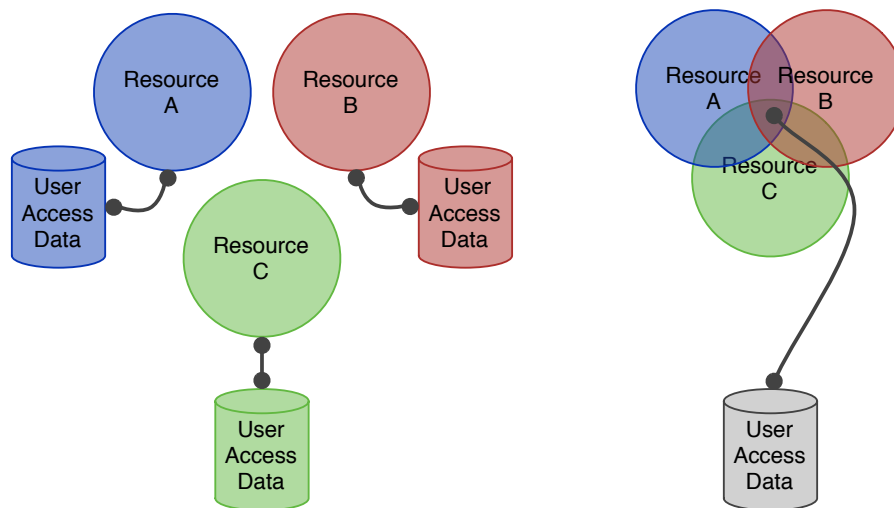 Resource
A
Resource
B
User
Access
Data
User
Access
Data
Resource
C
User
Access
Data
Resource
A
Resource
B
Resource
C
User
Access
Data